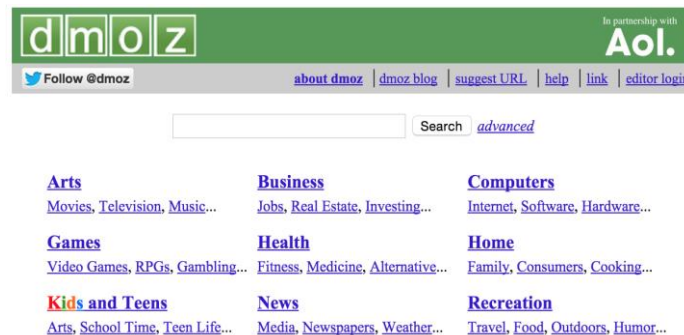 dmoz
In partnership with
Aol.
Follow @dmoz
about dmoz | dmoz blog | suggest URL | help | link | editor login
Search advanced
Arts Business Computers
Movies, Television, Music... Jobs, Real Estate, Investing... Internet, Software, Hardware...
Games Health Home
Video Games, RPGs, Gambling... Fitness, Medicine, Alternative... Family, Consumers, Cooking...
Kids and Teens News Recreation
Arts, School Time, Teen Life... Media, Newspapers, Weather... Travel, Food, Outdoors, Humor...